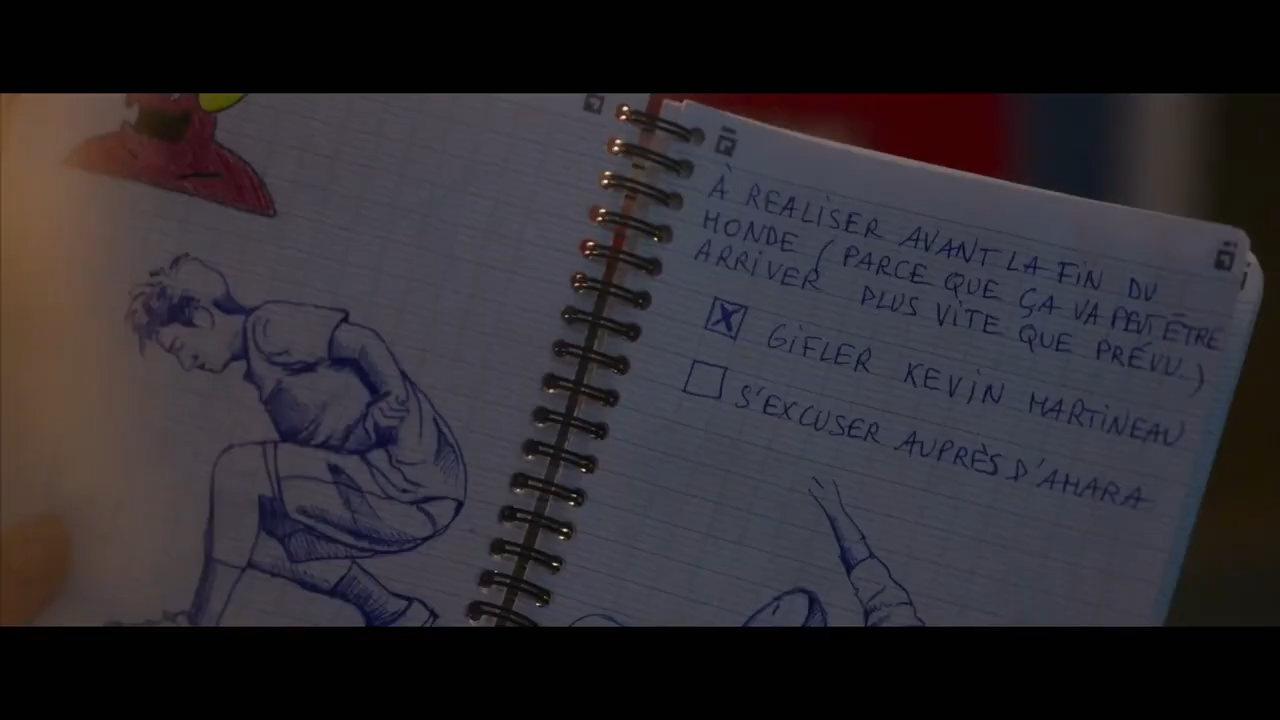 À REALISER AVANT LA FIN DU
MONDE ( PARCE QUE ÇA VA PEUT ÊTRE
ARRIVER PLUS VITE QUE PRÉVU.)
X GIFLER KEVIN MARTINEAU
S'EXCUSER AUPRÈS D'AHARA